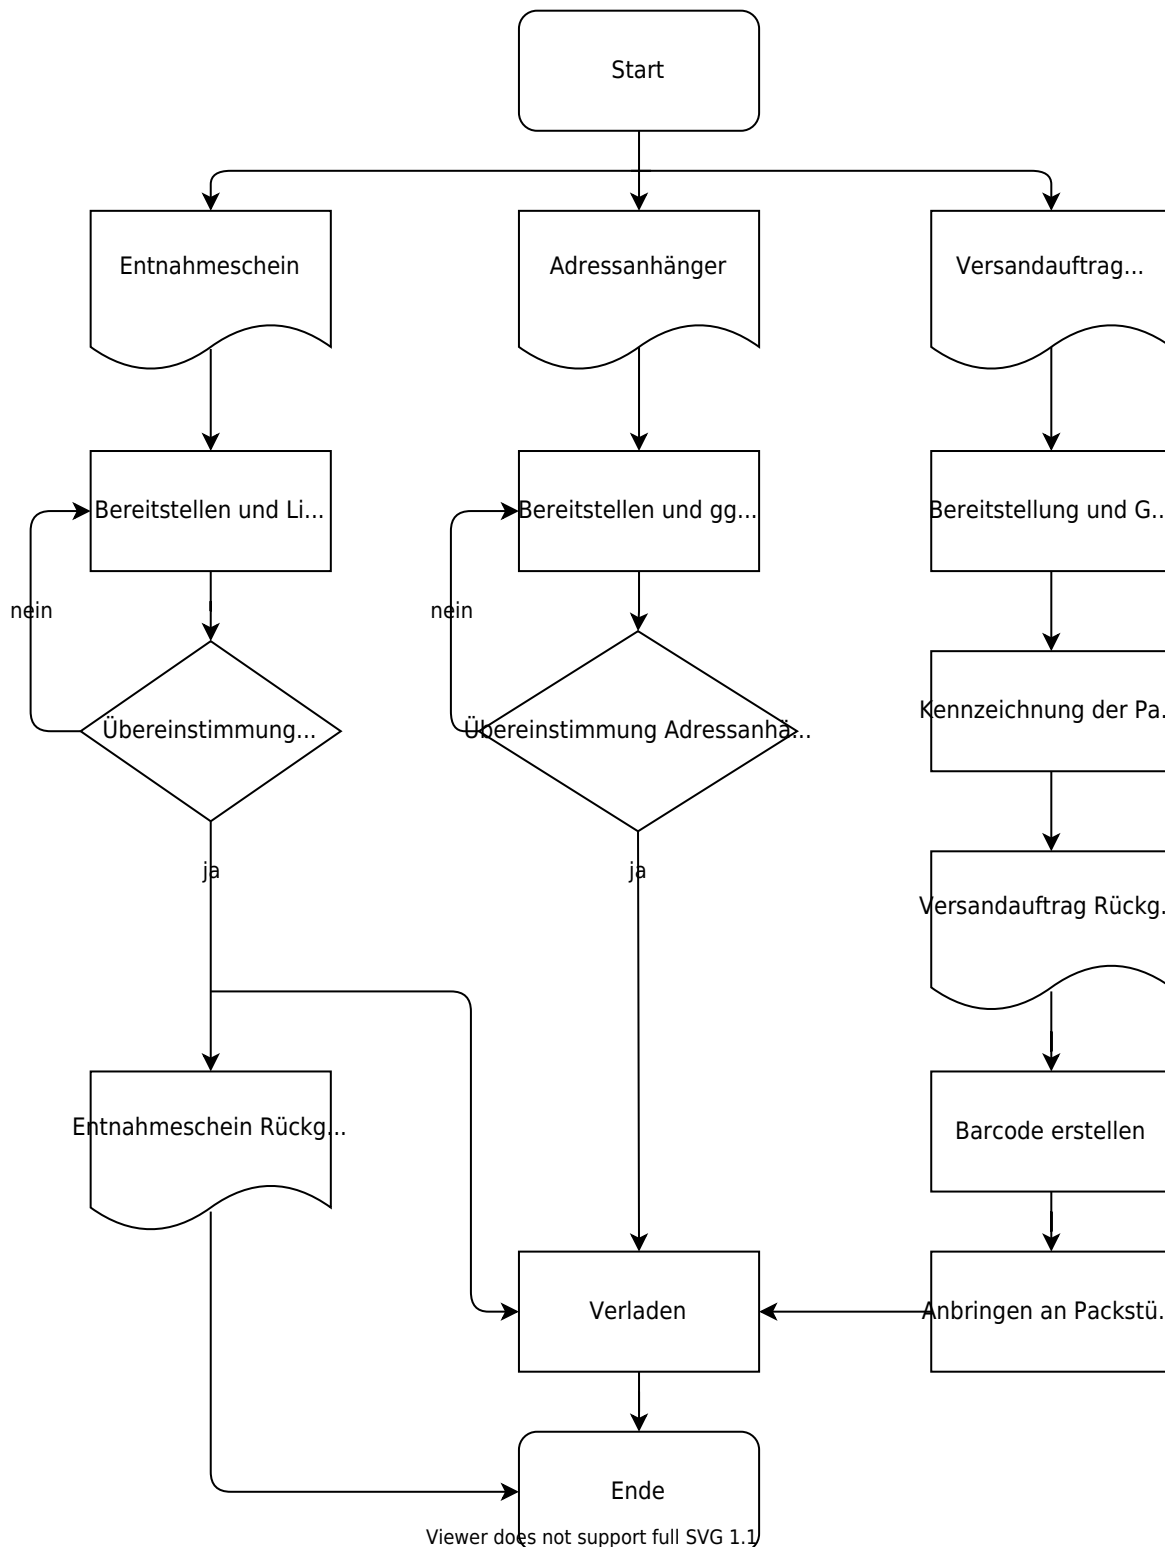 Start
Entnahmeschein
Adressanhänger
Versandauftrag...
Bereitstellen und Li...
Bereitstellen und gg...
Bereitstellung und G...
nein
nein
Übereinstimmung...
Übereinstimmung Adressanhä...
Kennzeichnung der Pa...
ja
ja
Versandauftrag Rückg...
Entnahmeschein Rückg...
Barcode erstellen
Verladen
Anbringen an Packstü...
Ende
Viewer does not support full SVG 1.1